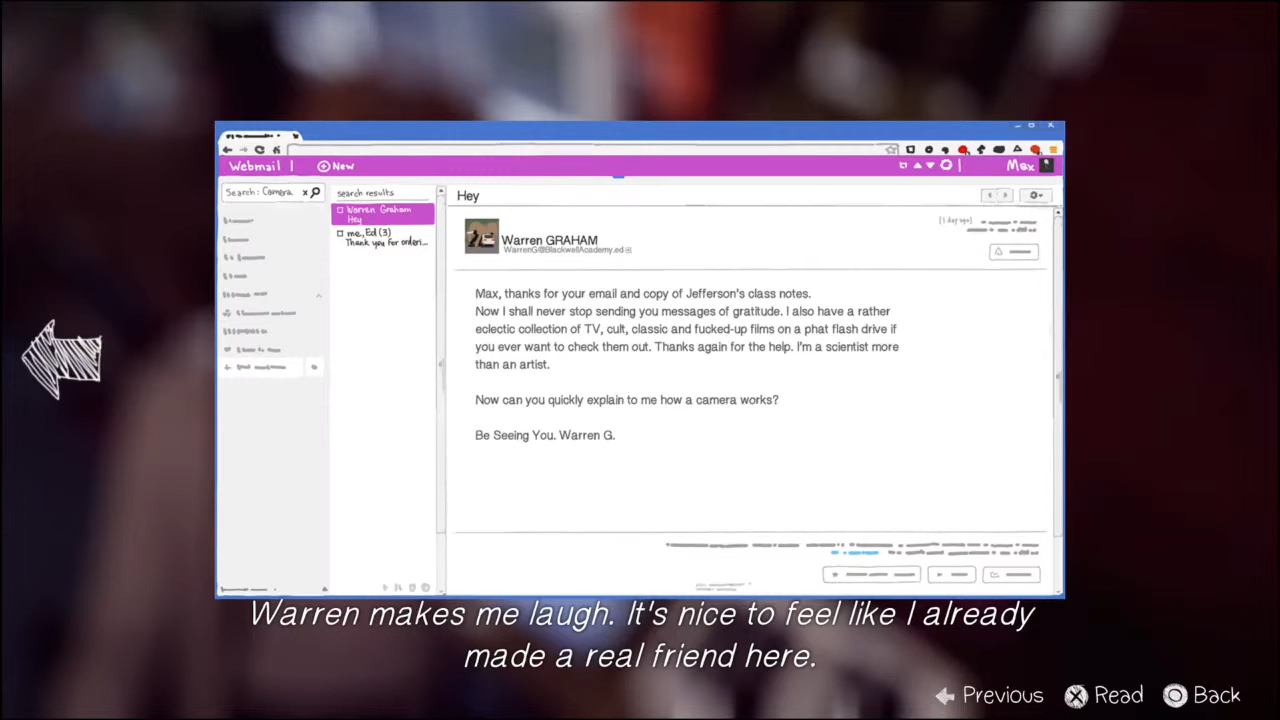 Webmail |
New
Max
Search: Camera x
search results
Hey
Warren Graham
Hey
me, Ed (3)
Thank you for orderi...
[1 day ago]
Warren GRAHAM
WarrenG@BlackwellAcademy.ed
Max, thanks for your email and copy of Jefferson's class notes.
Now I shall never stop sending you messages of gratitude. I also have a rather
eclectic collection of TV, cult, classic and fucked-up films on a phat flash drive if
you ever want to check them out. Thanks again for the help. I'm a scientist more
than an artist.
Now can you quickly explain to me how a camera works?
Be Seeing You. Warren G.
Warren makes me laugh. It's nice to feel like I already
made a real friend here.
Previous
Read
Back